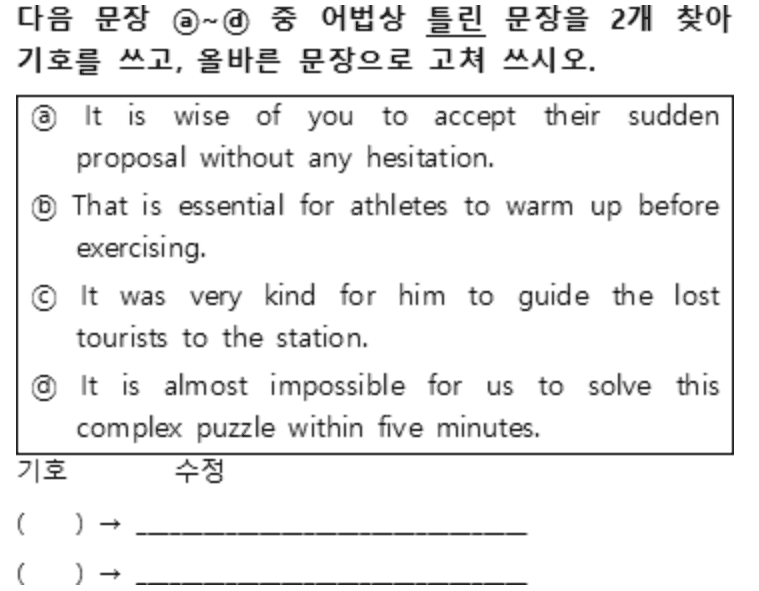 다음 문장 ⓐ~ⓓ 중 어법상 틀린 문장을 2개 찾아
기호를 쓰고, 올바른 문장으로 고쳐 쓰시오.
ⓐ It is wise of you to accept their sudden
proposal without any hesitation.
ⓑ That is essential for athletes to warm up before
exercising.
ⓒ It was very kind for him to guide the lost
tourists to the station.
ⓓ It is almost impossible for us to solve this
complex puzzle within five minutes.
기호 수정
( ) → ______________________________
( ) → ______________________________